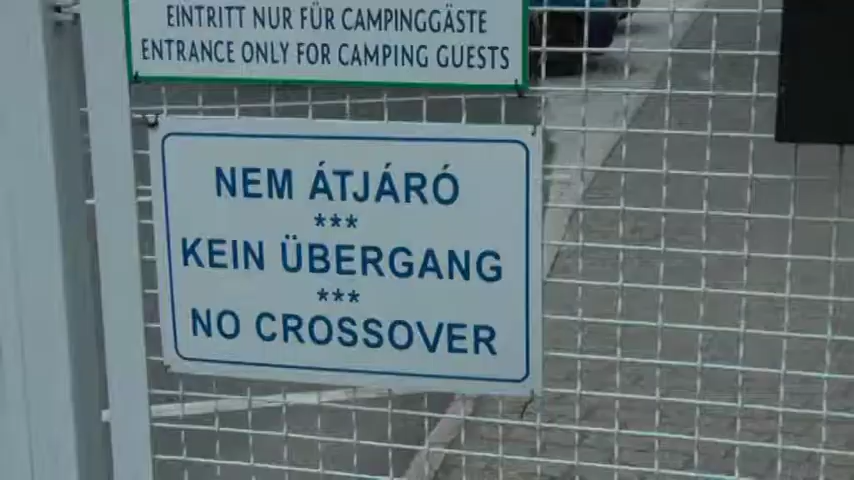 EINTRITT NUR FÜR CAMPINGGÄSTE
ENTRANCE ONLY FOR CAMPING GUESTS
NEM ÁTJÁRÓ
***
KEIN ÜBERGANG
***
NO CROSSOVER